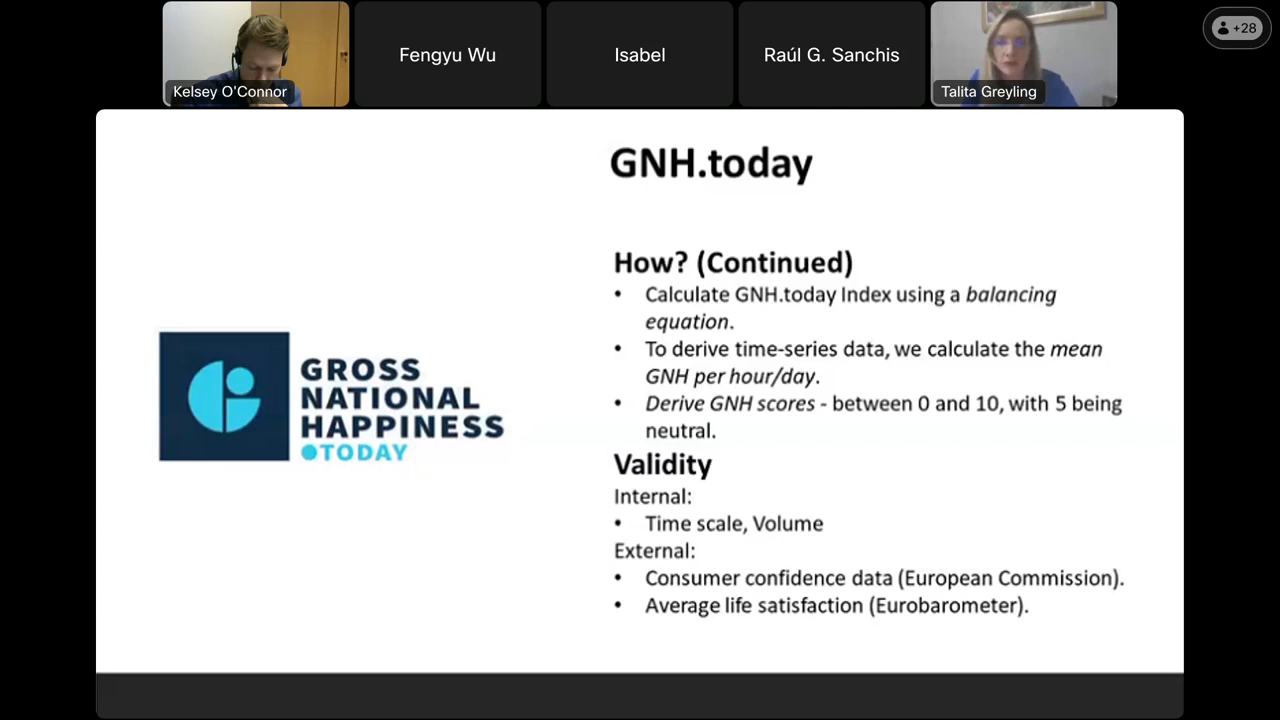 Kelsey O'Connor
Fengyu Wu
Isabel
Raúl G. Sanchis
Talita Greyling
+28
GNH.today
How? (Continued)
• Calculate GNH.today Index using a balancing
equation.
• To derive time-series data, we calculate the mean
GNH per hour/day.
• Derive GNH scores - between 0 and 10, with 5 being
neutral.
Validity
Internal:
• Time scale, Volume
External:
• Consumer confidence data (European Commission).
• Average life satisfaction (Eurobarometer).
GROSS
NATIONAL
HAPPINESS
TODAY